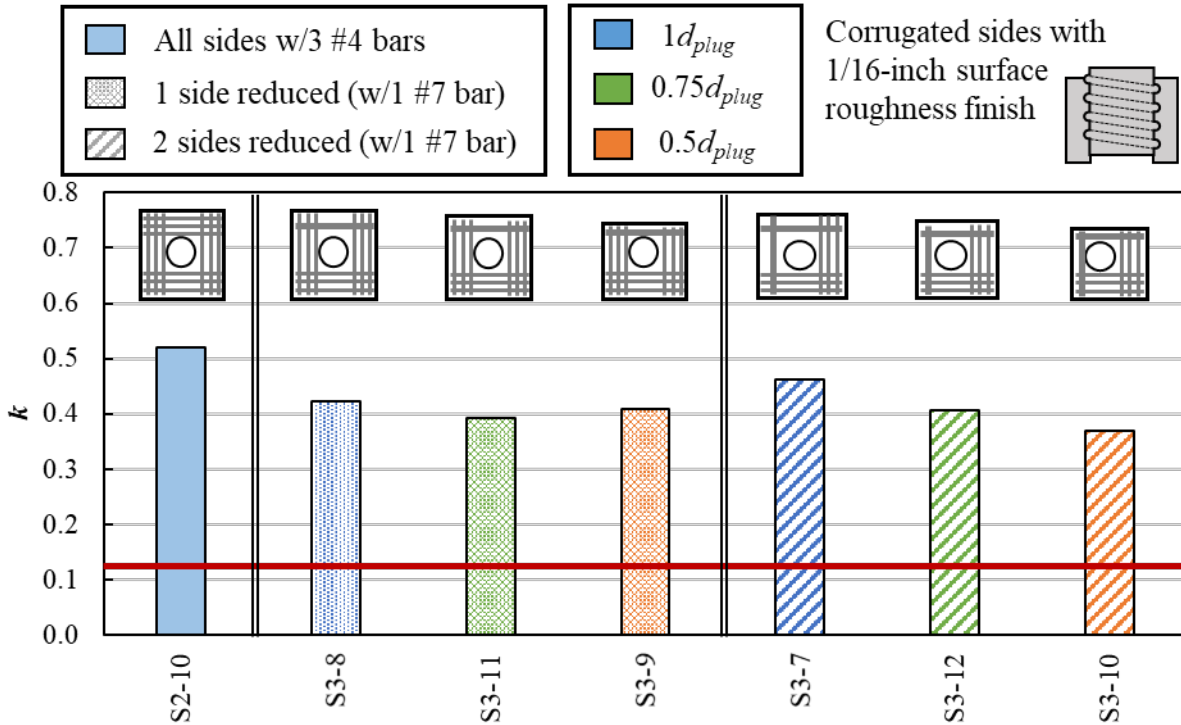 All sides w/3 #4 bars
1 side reduced (w/1 #7 bar)
2 sides reduced (w/1 #7 bar)
1dplug
0.75dplug
0.5dplug
Corrugated sides with
1/16-inch surface
roughness finish
0.8
0.7
0.6
0.5
0.4
0.3
0.2
0.1
0.0
k
S2-10
S3-8
S3-11
S3-9
S3-7
S3-12
S3-10